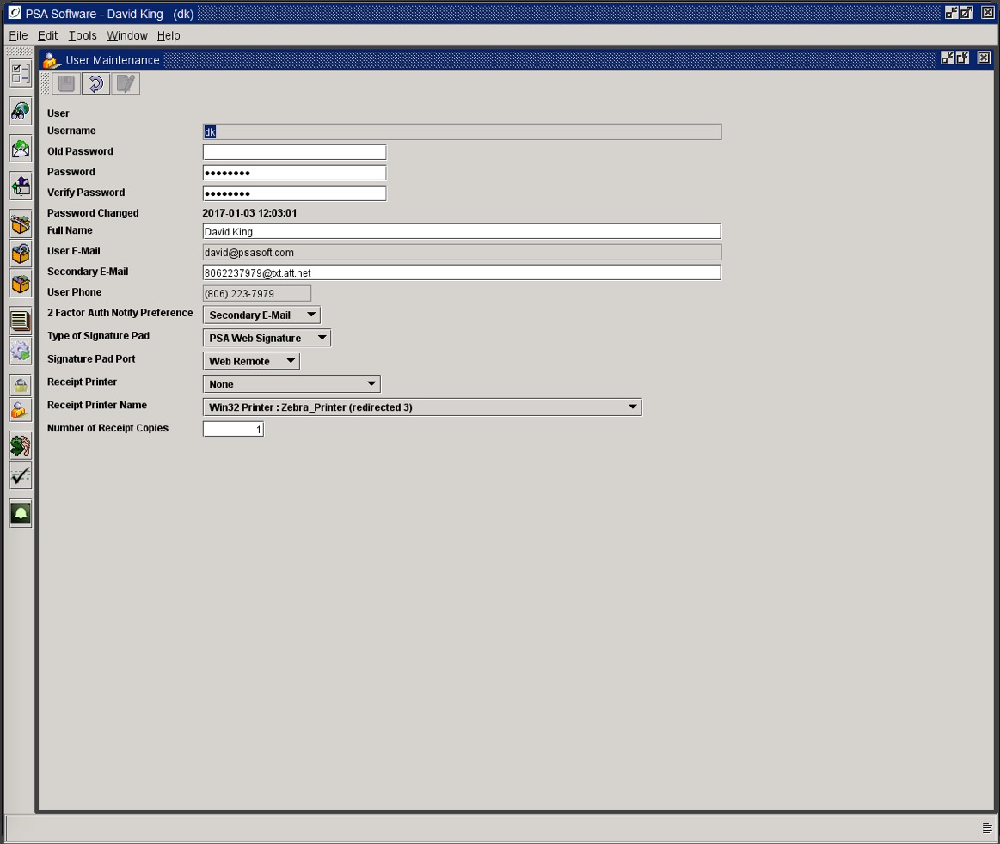 PSA Software - David King (dk)
File Edit Tools Window Help
User Maintenance
User
Username dk
Old Password
Password ••••••••
Verify Password ••••••••
Password Changed 2017-01-03 12:03:01
Full Name David King
User E-Mail david@psasoft.com
Secondary E-Mail 8062237979@txt.att.net
User Phone (806) 223-7979
2 Factor Auth Notify Preference Secondary E-Mail
Type of Signature Pad PSA Web Signature
Signature Pad Port Web Remote
Receipt Printer None
Receipt Printer Name Win32 Printer : Zebra_Printer (redirected 3)
Number of Receipt Copies 1